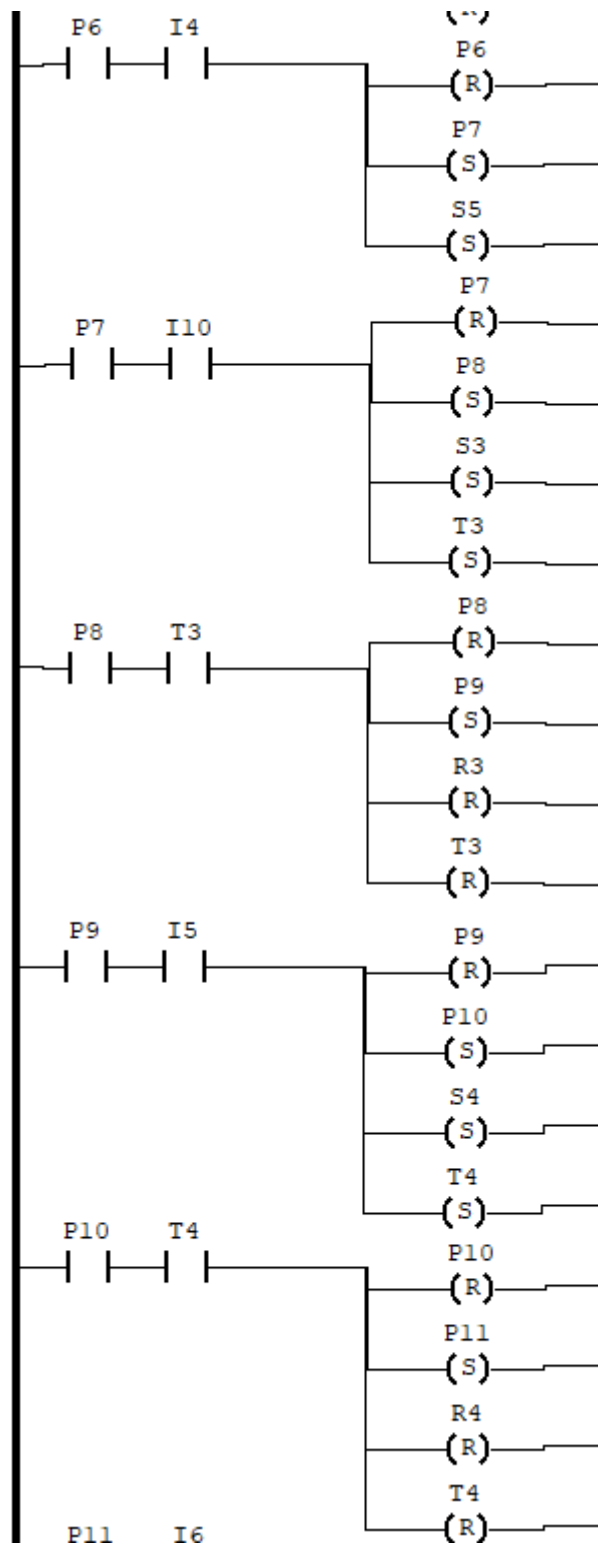 (R)
P6 I4
P6
(R)
P7
(S)
S5
(S)
P7 I10
P7
(R)
P8
(S)
S3
(S)
T3
(S)
P8 T3
P8
(R)
P9
(S)
R3
(R)
T3
(R)
P9 I5
P9
(R)
P10
(S)
S4
(S)
T4
(S)
P10 T4
P10
(R)
P11
(S)
R4
(R)
T4
(R)
P11 I6